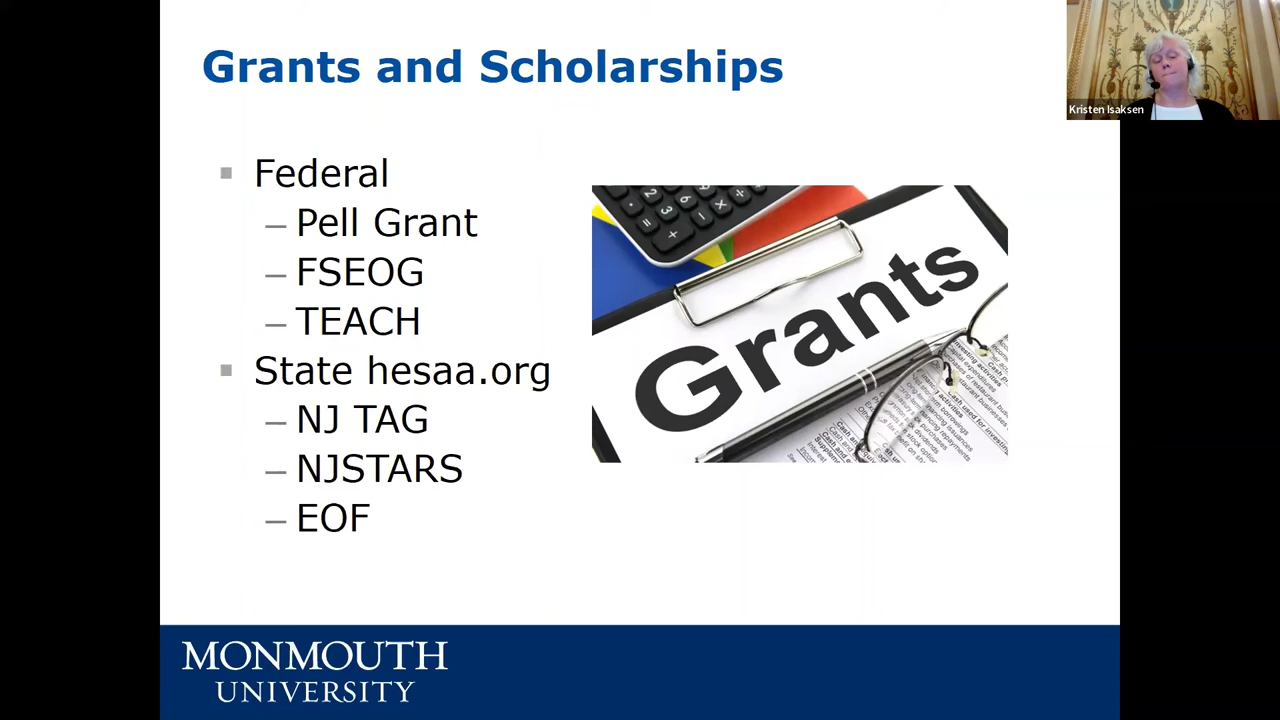 Grants and Scholarships
Kristen Isaksen
▪ Federal
– Pell Grant
– FSEOG
– TEACH
▪ State hesaa.org
– NJ TAG
– NJSTARS
– EOF
Grants
MONMOUTH
UNIVERSITY